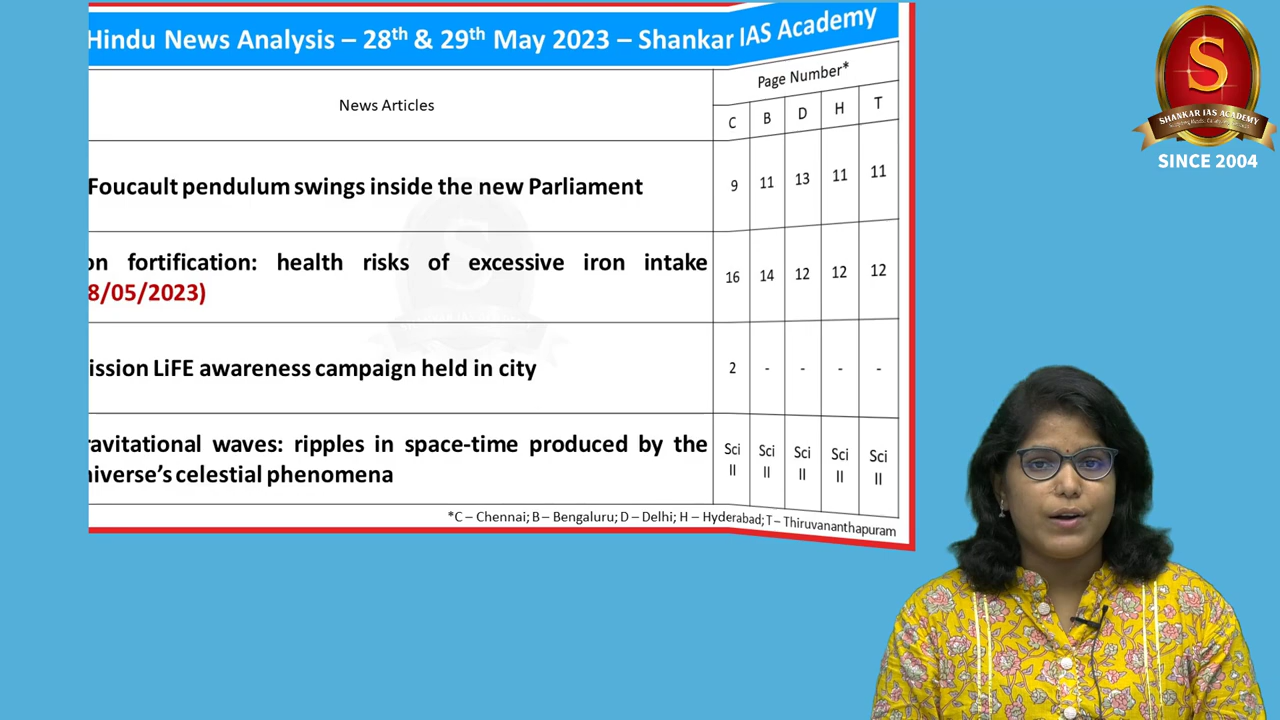 Hindu News Analysis – 28th & 29th May 2023 – Shankar IAS Academy
News Articles
Page Number*
C B D H T
Foucault pendulum swings inside the new Parliament
9 11 13 11 11
on fortification: health risks of excessive iron intake
8/05/2023)
16 14 12 12 12
ission LiFE awareness campaign held in city
2 - - - -
ravitational waves: ripples in space-time produced by the
niverse's celestial phenomena
Sci Sci Sci Sci Sci
II II II II II
*C – Chennai; B – Bengaluru; D – Delhi; H – Hyderabad; T – Thiruvananthapuram
S
SHANKAR IAS ACADEMY
SINCE 2004